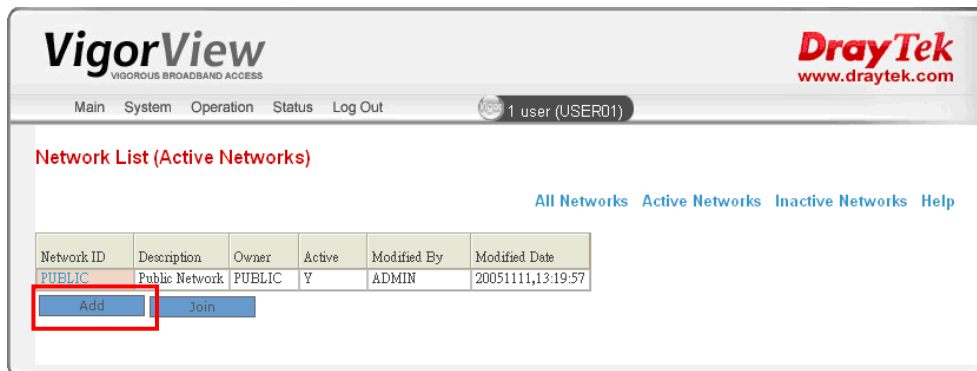 VigorView
VIGOROUS BROADBAND ACCESS
DrayTek
www.draytek.com
Main System Operation Status Log Out
Vigor 1 user (USER01)
Network List (Active Networks)
All Networks Active Networks Inactive Networks Help
Network ID Description Owner Active Modified By Modified Date
PUBLIC Public Network PUBLIC Y ADMIN 20051111,13:19:57
Add Join